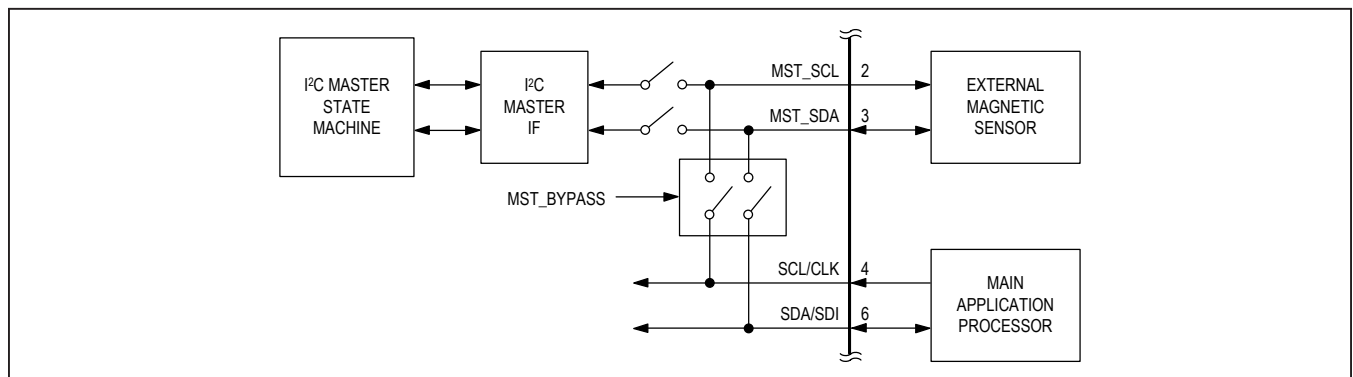 I²C MASTER
STATE
MACHINE
I²C
MASTER
IF
MST_SCL
2
MST_SDA
3
EXTERNAL
MAGNETIC
SENSOR
MST_BYPASS
SCL/CLK
4
SDA/SDI
6
MAIN
APPLICATION
PROCESSOR